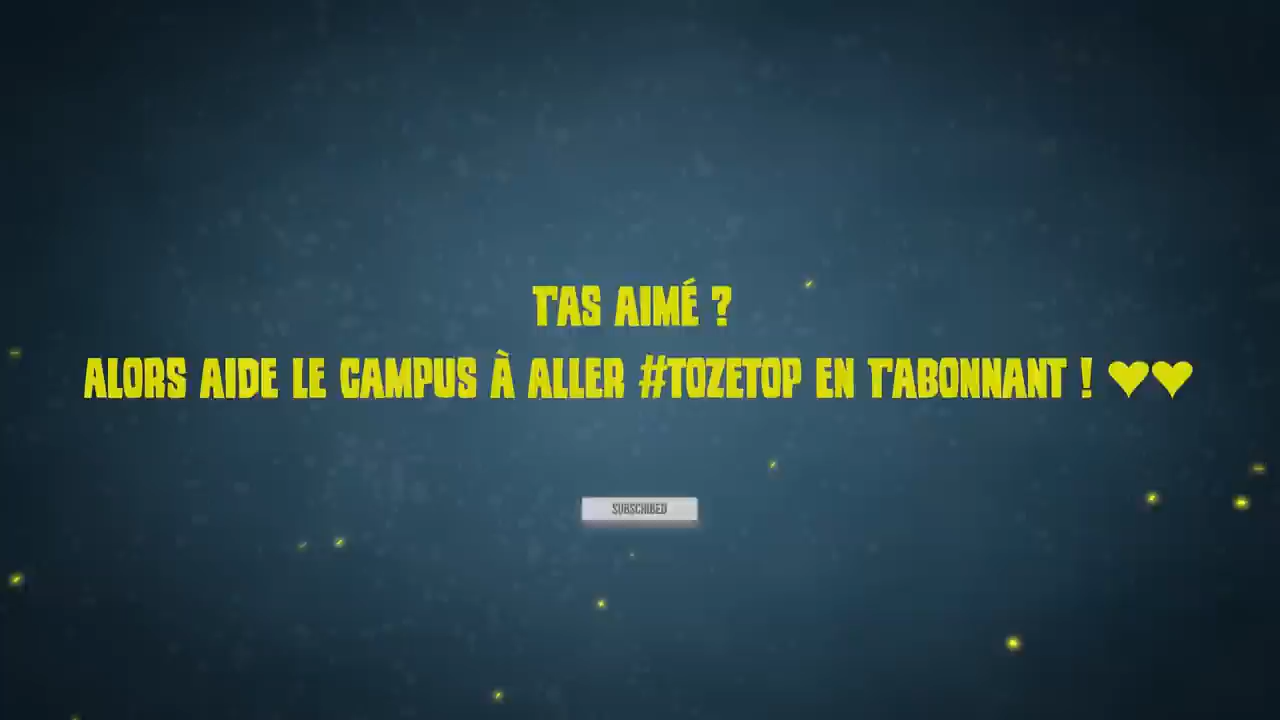 T'AS AIMÉ ?
ALORS AIDE LE CAMPUS À ALLER #TOZETOP EN T'ABONNANT ! ♥♥
SUBSCRIBED